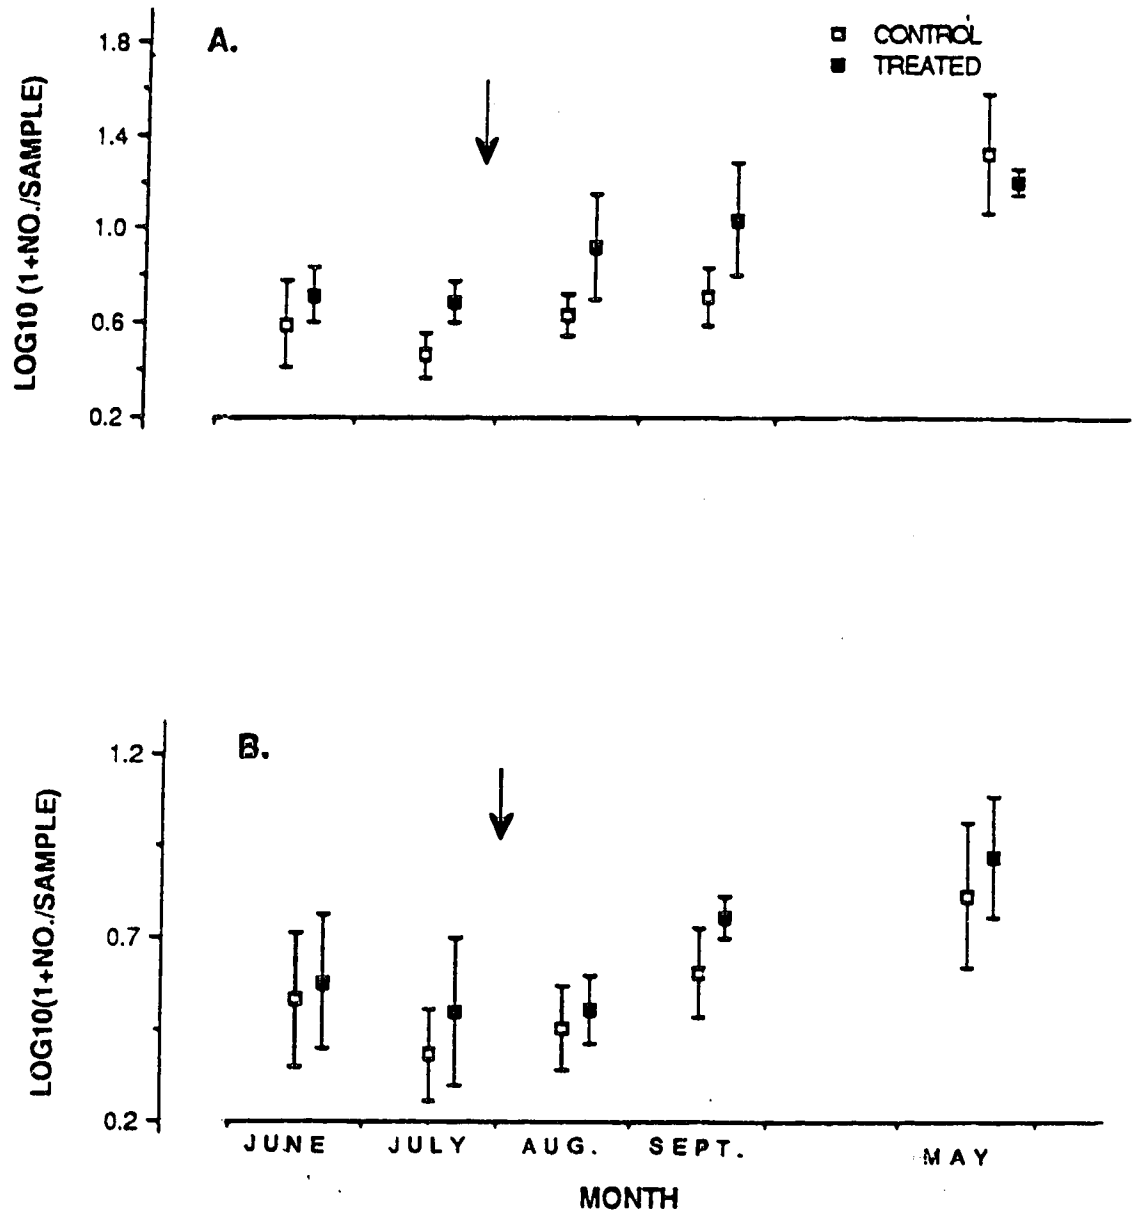 A.
CONTROL
TREATED
LOG10 (1+NO./SAMPLE)
1.8
1.4
1.0
0.6
0.2
B.
LOG10(1+NO./SAMPLE)
1.2
0.7
0.2
JUNE JULY AUG. SEPT. MAY
MONTH